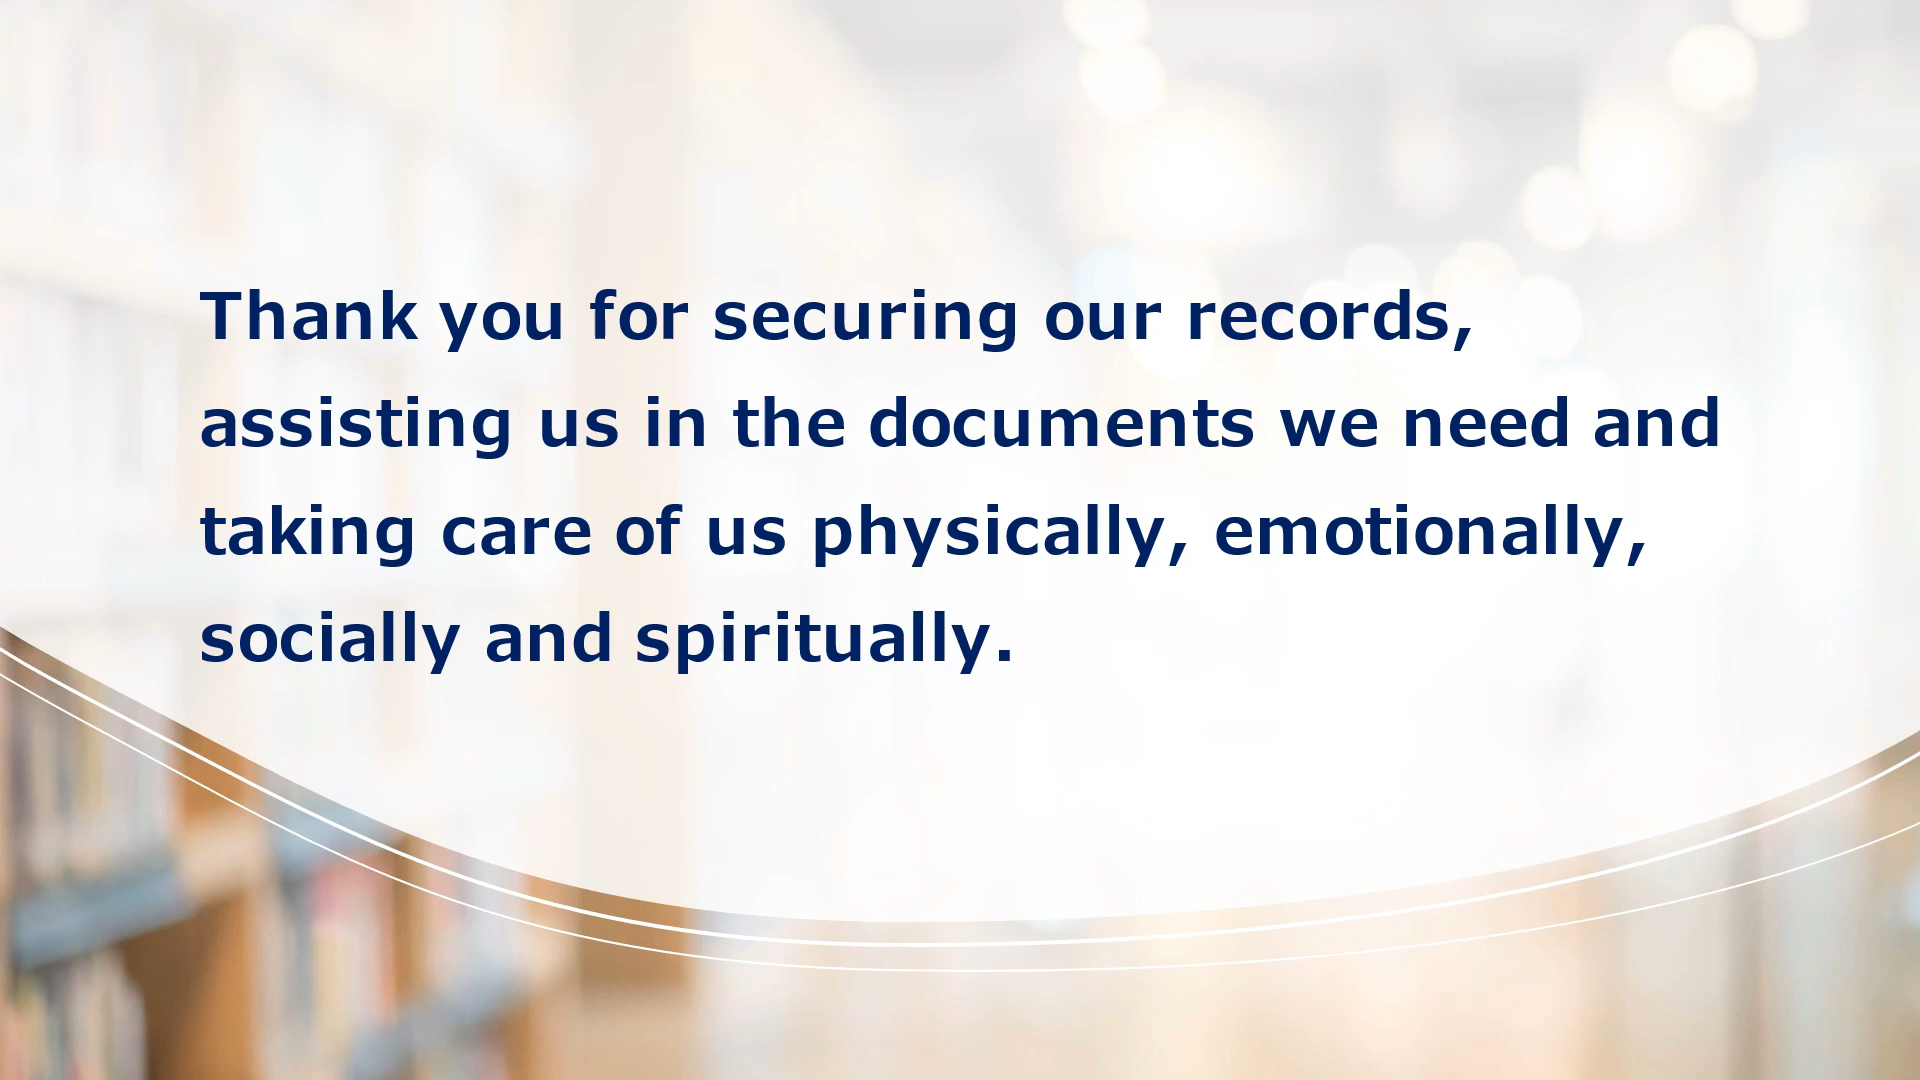 Thank you for securing our records,
assisting us in the documents we need and
taking care of us physically, emotionally,
socially and spiritually.